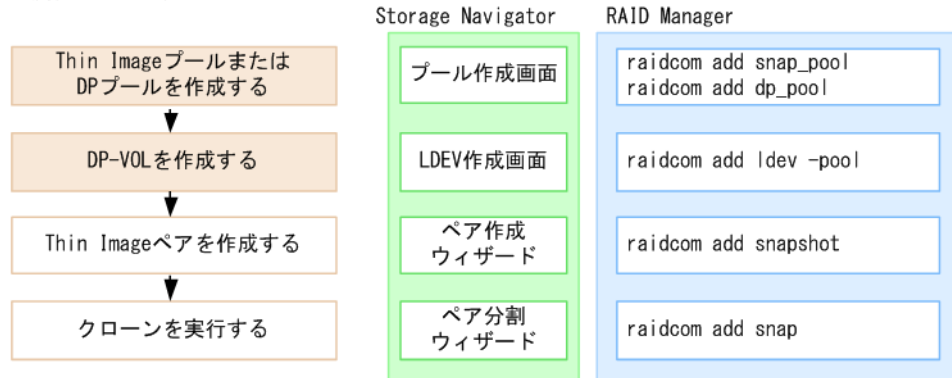 Storage Navigator
RAID Manager
Thin Imageプールまたは
DPプールを作成する
プール作成画面
raidcom add snap_pool
raidcom add dp_pool
DP-VOLを作成する
LDEV作成画面
raidcom add ldev -pool
Thin Imageペアを作成する
ペア作成
ウィザード
raidcom add snapshot
クローンを実行する
ペア分割
ウィザード
raidcom add snap